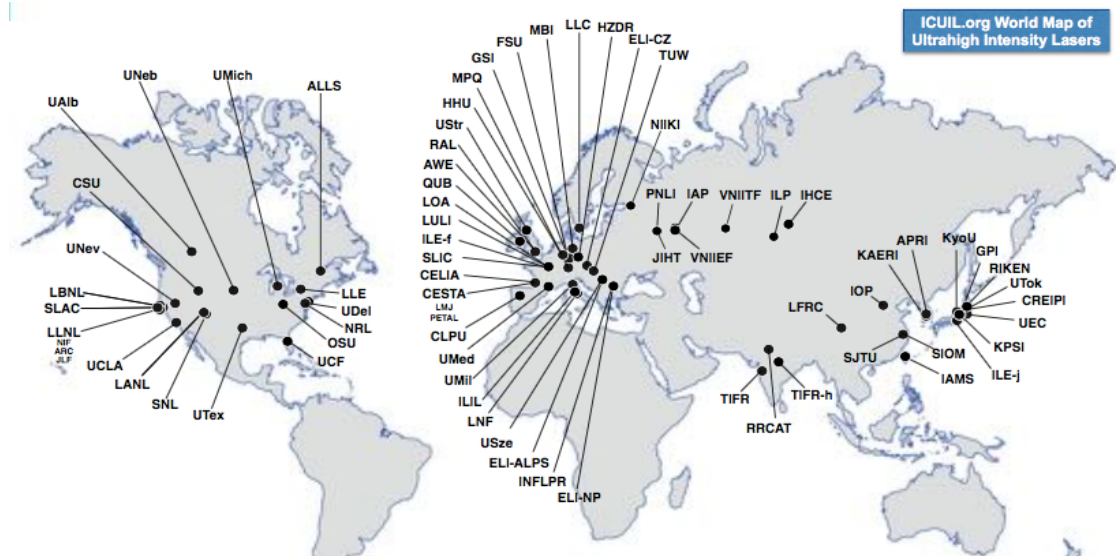 ICUIL.org World Map of
Ultrahigh Intensity Lasers
UAlb
UNeb
UMich
ALLS
CSU
UNev
LBNL
SLAC
LLNL
NIF
ARC
JLF
UCLA
LANL
SNL
UTex
UCF
OSU
NRL
UDel
LLE
LLC
MBI
HZDR
FSU
ELI-CZ
GSI
TUW
MPQ
HHU
UStr
RAL
AWE
QUB
LOA
LULI
ILE-f
SLIC
CELIA
CESTA
LMJ
PETAL
CLPU
UMed
UMil
ILIL
LNF
USze
ELI-ALPS
INFLPR
ELI-NP
NIIKI
PNLI
IAP
VNIITF
ILP
IHCE
JIHT
VNIIEF
TIFR
RRCAT
TIFR-h
LFRC
IOP
KAERI
APRI
KyoU
GPI
RIKEN
UTok
CREIPI
UEC
KPSI
ILE-j
SJTU
SIOM
IAMS